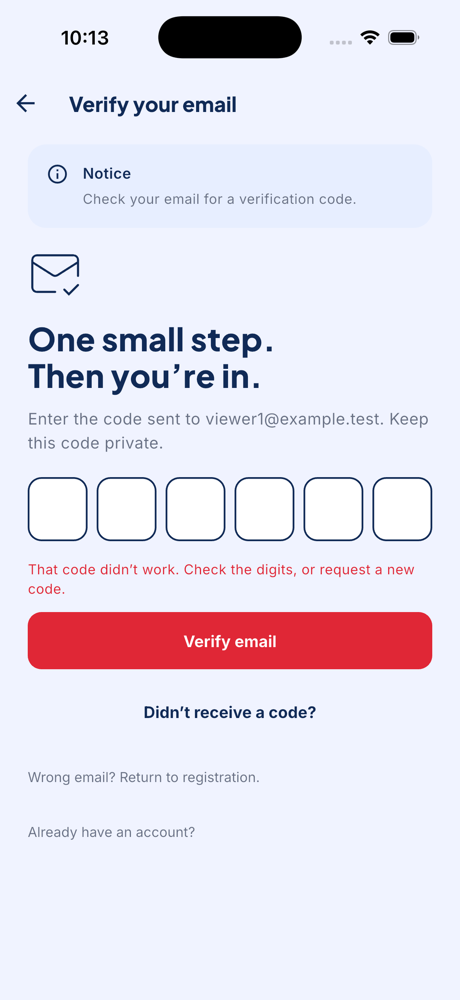 10:13
Verify your email
Notice
Check your email for a verification code.
One small step.
Then you’re in.
Enter the code sent to viewer1@example.test. Keep
this code private.
That code didn’t work. Check the digits, or request a new
code.
Verify email
Didn’t receive a code?
Wrong email? Return to registration.
Already have an account?